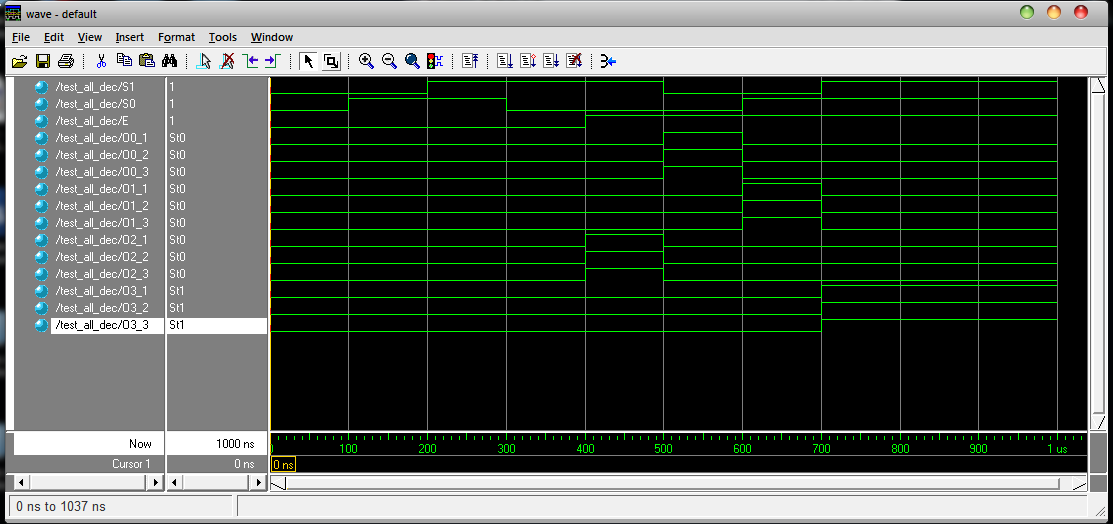 wave - default
File Edit View Insert Format Tools Window
/test_all_dec/S1 1
/test_all_dec/S0 1
/test_all_dec/E 1
/test_all_dec/O0_1 St0
/test_all_dec/O0_2 St0
/test_all_dec/O0_3 St0
/test_all_dec/O1_1 St0
/test_all_dec/O1_2 St0
/test_all_dec/O1_3 St0
/test_all_dec/O2_1 St0
/test_all_dec/O2_2 St0
/test_all_dec/O2_3 St0
/test_all_dec/O3_1 St1
/test_all_dec/O3_2 St1
/test_all_dec/O3_3 St1
Now 1000 ns 0 100 200 300 400 500 600 700 800 900 1 us
Cursor 1 0 ns 0 ns
0 ns to 1037 ns